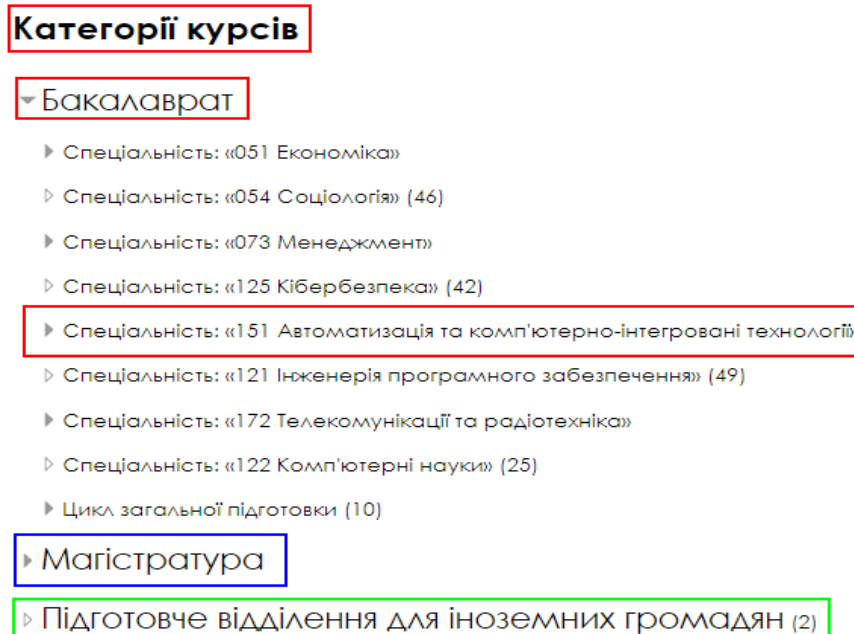 Категорії курсів
Бакалаврат
Спеціальність: «051 Економіка»
Спеціальність: «054 Соціологія» (46)
Спеціальність: «073 Менеджмент»
Спеціальність: «125 Кібербезпека» (42)
Спеціальність: «151 Автоматизація та комп'ютерно-інтегровані технології»
Спеціальність: «121 Інженерія програмного забезпечення» (49)
Спеціальність: «172 Телекомунікації та радіотехніка»
Спеціальність: «122 Комп'ютерні науки» (25)
Цикл загальної підготовки (10)
Магістратура
Підготовче відділення для іноземних громадян (2)